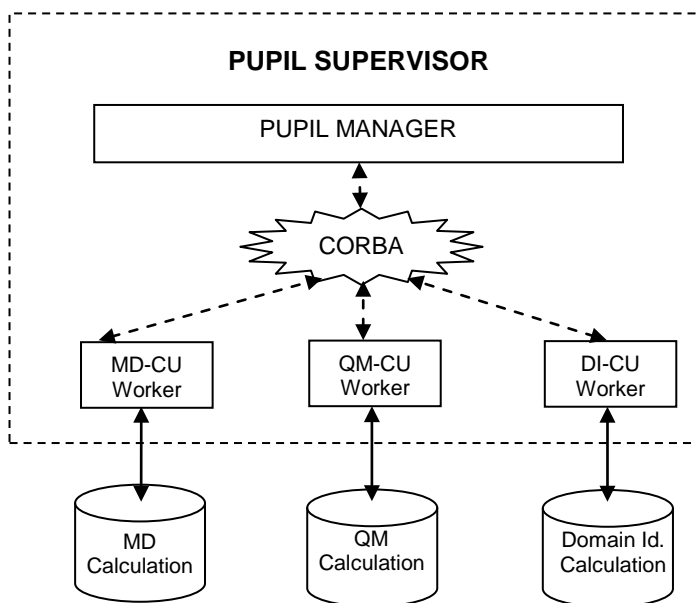 PUPIL SUPERVISOR
PUPIL MANAGER
CORBA
MD-CU
Worker
QM-CU
Worker
DI-CU
Worker
MD
Calculation
QM
Calculation
Domain Id.
Calculation